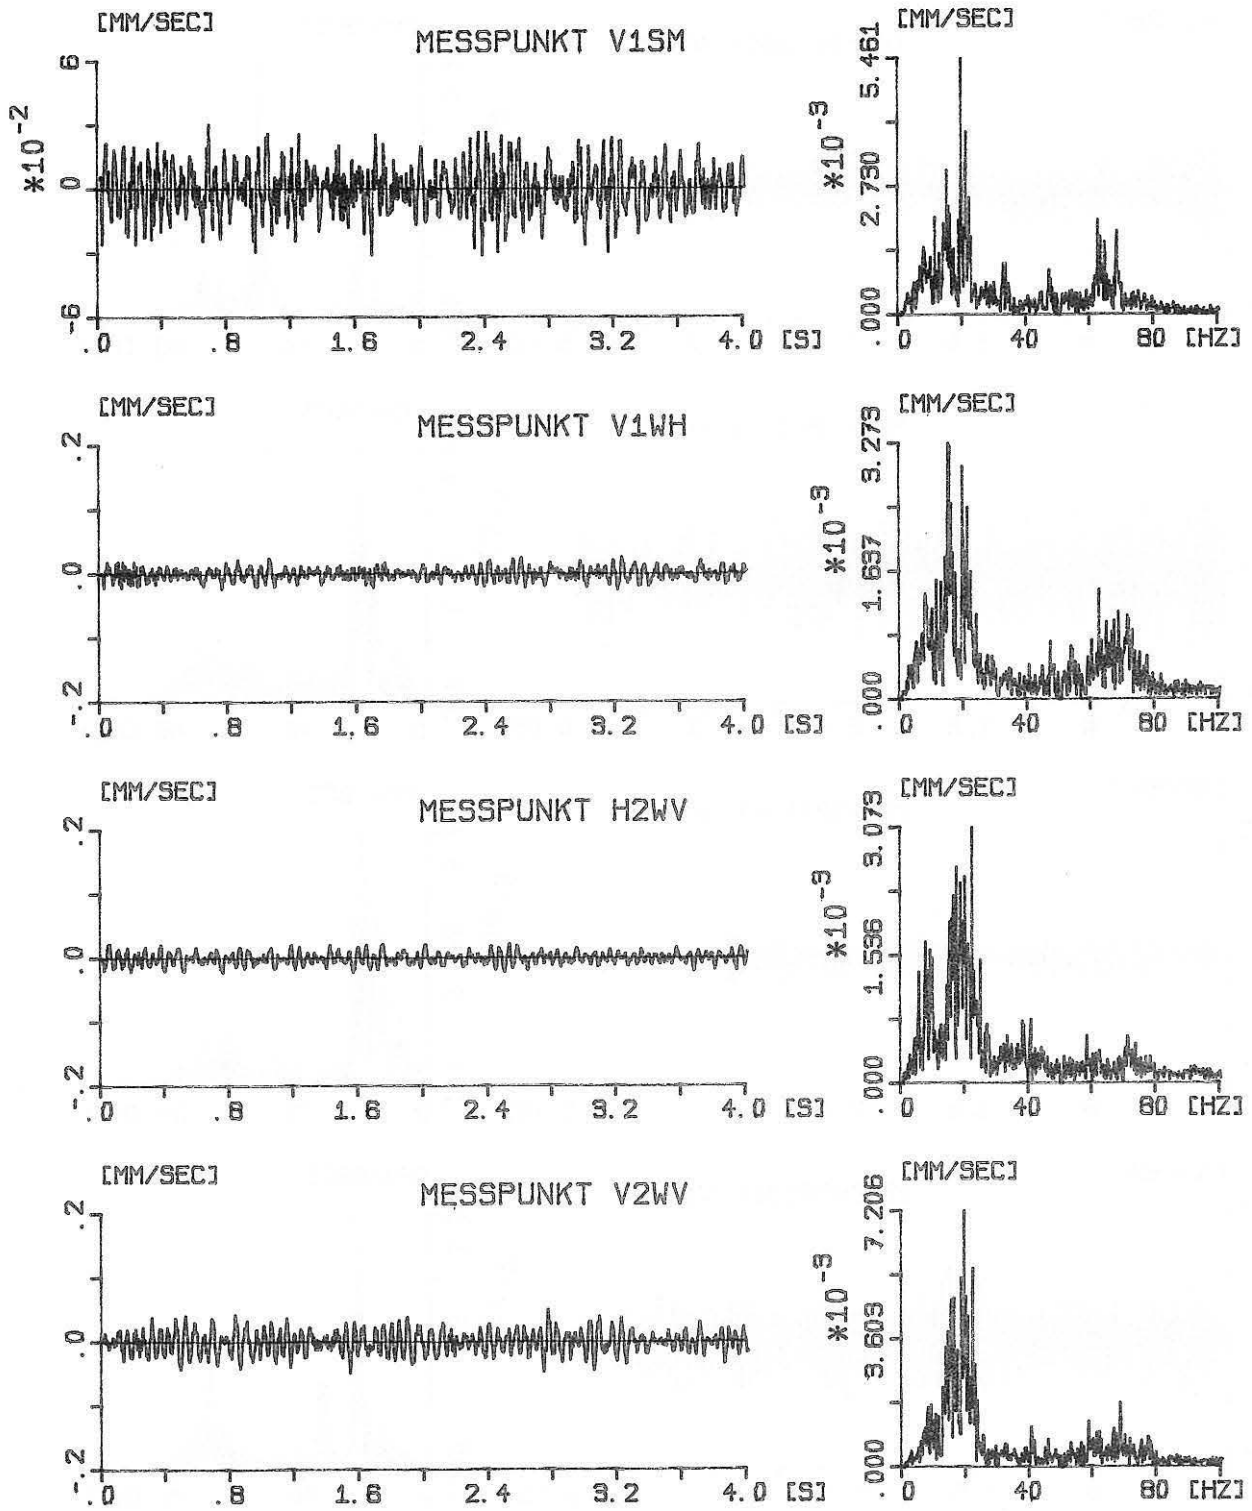 [MM/SEC]
MESSPUNKT V1SM
*10-2
6
0
-6
.0 .8 1.6 2.4 3.2 4.0 [S]
[MM/SEC]
*10-3
5.461
2.730
.000
.0 40 80 [HZ]
[MM/SEC]
MESSPUNKT V1WH
.2
.0
-.2
.0 .8 1.6 2.4 3.2 4.0 [S]
[MM/SEC]
*10-3
3.273
1.637
.000
.0 40 80 [HZ]
[MM/SEC]
MESSPUNKT H2WV
.2
.0
-.2
.0 .8 1.6 2.4 3.2 4.0 [S]
[MM/SEC]
*10-3
3.073
1.536
.000
.0 40 80 [HZ]
[MM/SEC]
MESSPUNKT V2WV
.2
.0
-.2
.0 .8 1.6 2.4 3.2 4.0 [S]
[MM/SEC]
*10-3
7.206
3.603
.000
.0 40 80 [HZ]